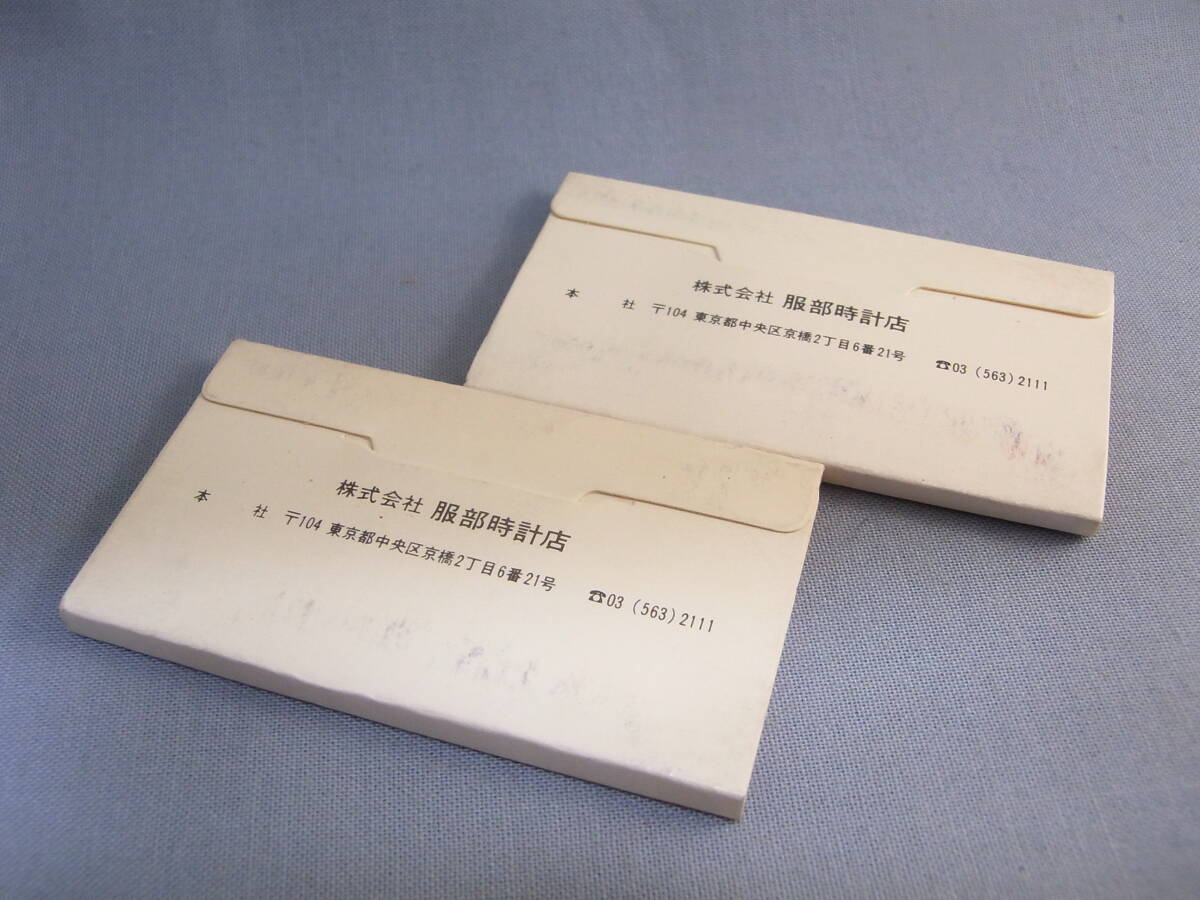 株式会社 服部時計店
本 社 〒104 東京都中央区京橋2丁目6番21号 ☎03 (563) 2111
株式会社 服部時計店
本 社 〒104 東京都中央区京橋2丁目6番21号 ☎03 (563) 2111